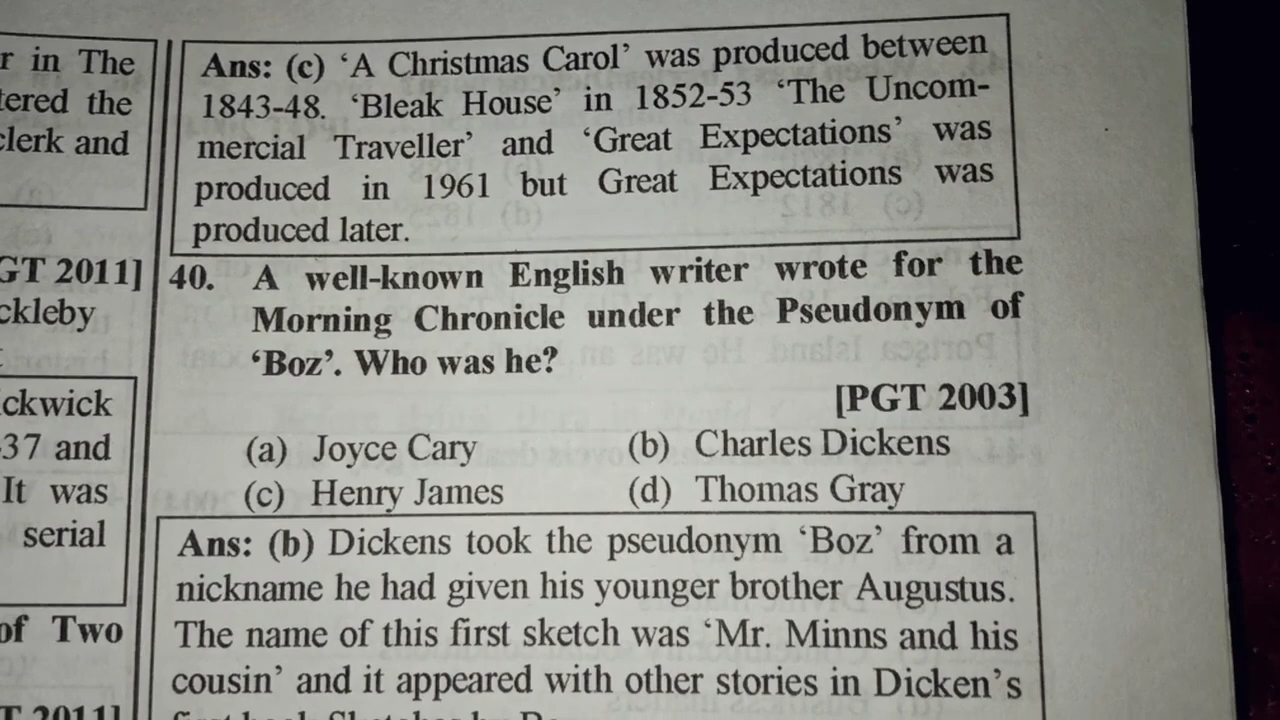 r in The
tered the
clerk and
GT 2011]
ckleby
ckwick
-37 and
It was
serial
of Two
T 2011]
Ans: (c) ‘A Christmas Carol’ was produced between
1843-48. ‘Bleak House’ in 1852-53 ‘The Uncom-
mercial Traveller’ and ‘Great Expectations’ was
produced in 1961 but Great Expectations was
produced later.
40. A well-known English writer wrote for the
Morning Chronicle under the Pseudonym of
‘Boz’. Who was he?
[PGT 2003]
(a) Joyce Cary (b) Charles Dickens
(c) Henry James (d) Thomas Gray
Ans: (b) Dickens took the pseudonym ‘Boz’ from a
nickname he had given his younger brother Augustus.
The name of this first sketch was ‘Mr. Minns and his
cousin’ and it appeared with other stories in Dicken’s